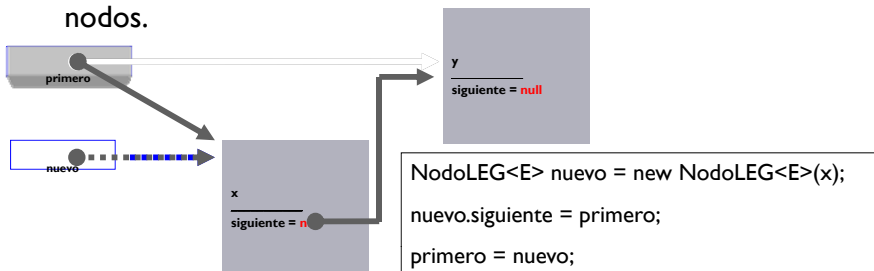 nodos.
primero
y
siguiente = null
nuevo
x
siguiente =
NodoLEG<E> nuevo = new NodoLEG<E>(x);
nuevo.siguiente = primero;
primero = nuevo;